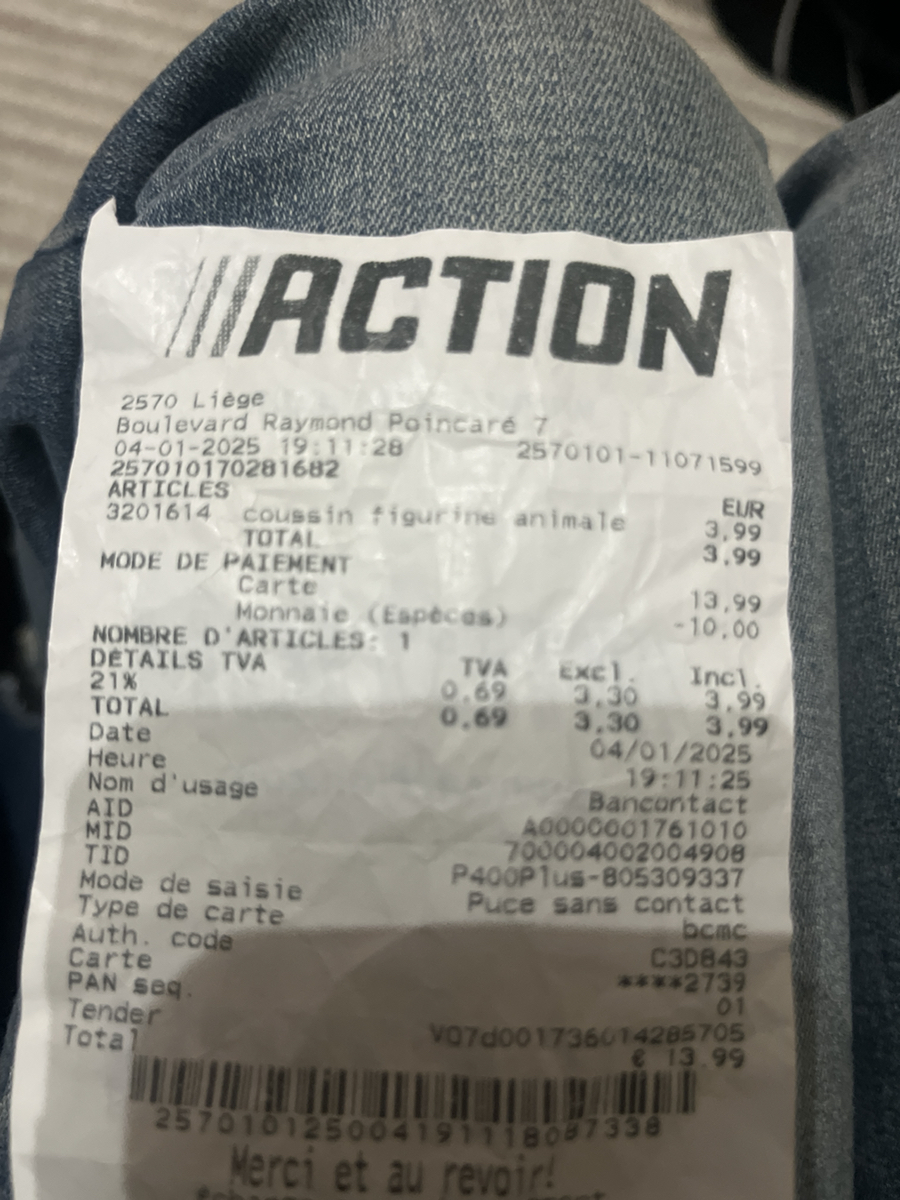 ACTION
2570 Liège
Boulevard Raymond Poincaré 7
04-01-2025 19:11:28 2570101-11071599
257010170281682
ARTICLES EUR
3201614 coussin figurine animale 3,99
TOTAL 3,99
MODE DE PAIEMENT
Carte 13,99
Monnaie (Espèces) -10,00
NOMBRE D'ARTICLES: 1
DÉTAILS TVA TVA Excl. Incl.
21% 0.69 3.30 3,99
TOTAL 0.69 3.30 3.99
Date 04/01/2025
Heure 19:11:25
Nom d'usage Bancontact
AID A0000001761010
MID 700004002004908
TID P400Plus-805309337
Mode de saisie Puce sans contact
Type de carte bcmc
Auth. code C3D843
Carte ****2739
PAN seq. 01
Tender V07d001736014285705
Total € 13.99
2570101250041911118087338
Merci et au revoir!